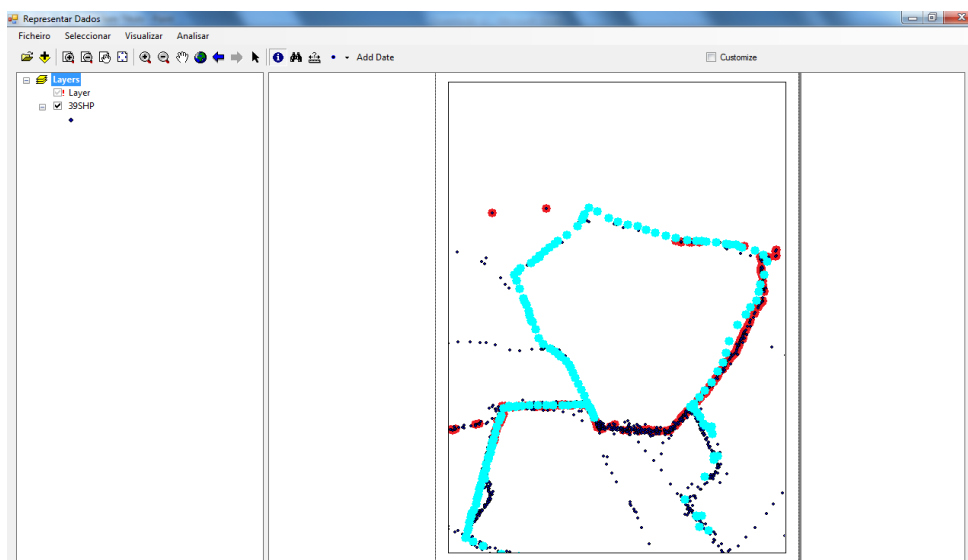 Representar Dados
Ficheiro Seleccionar Visualizar Analisar
Add Date
Customize
Layers
Layer
39SHP